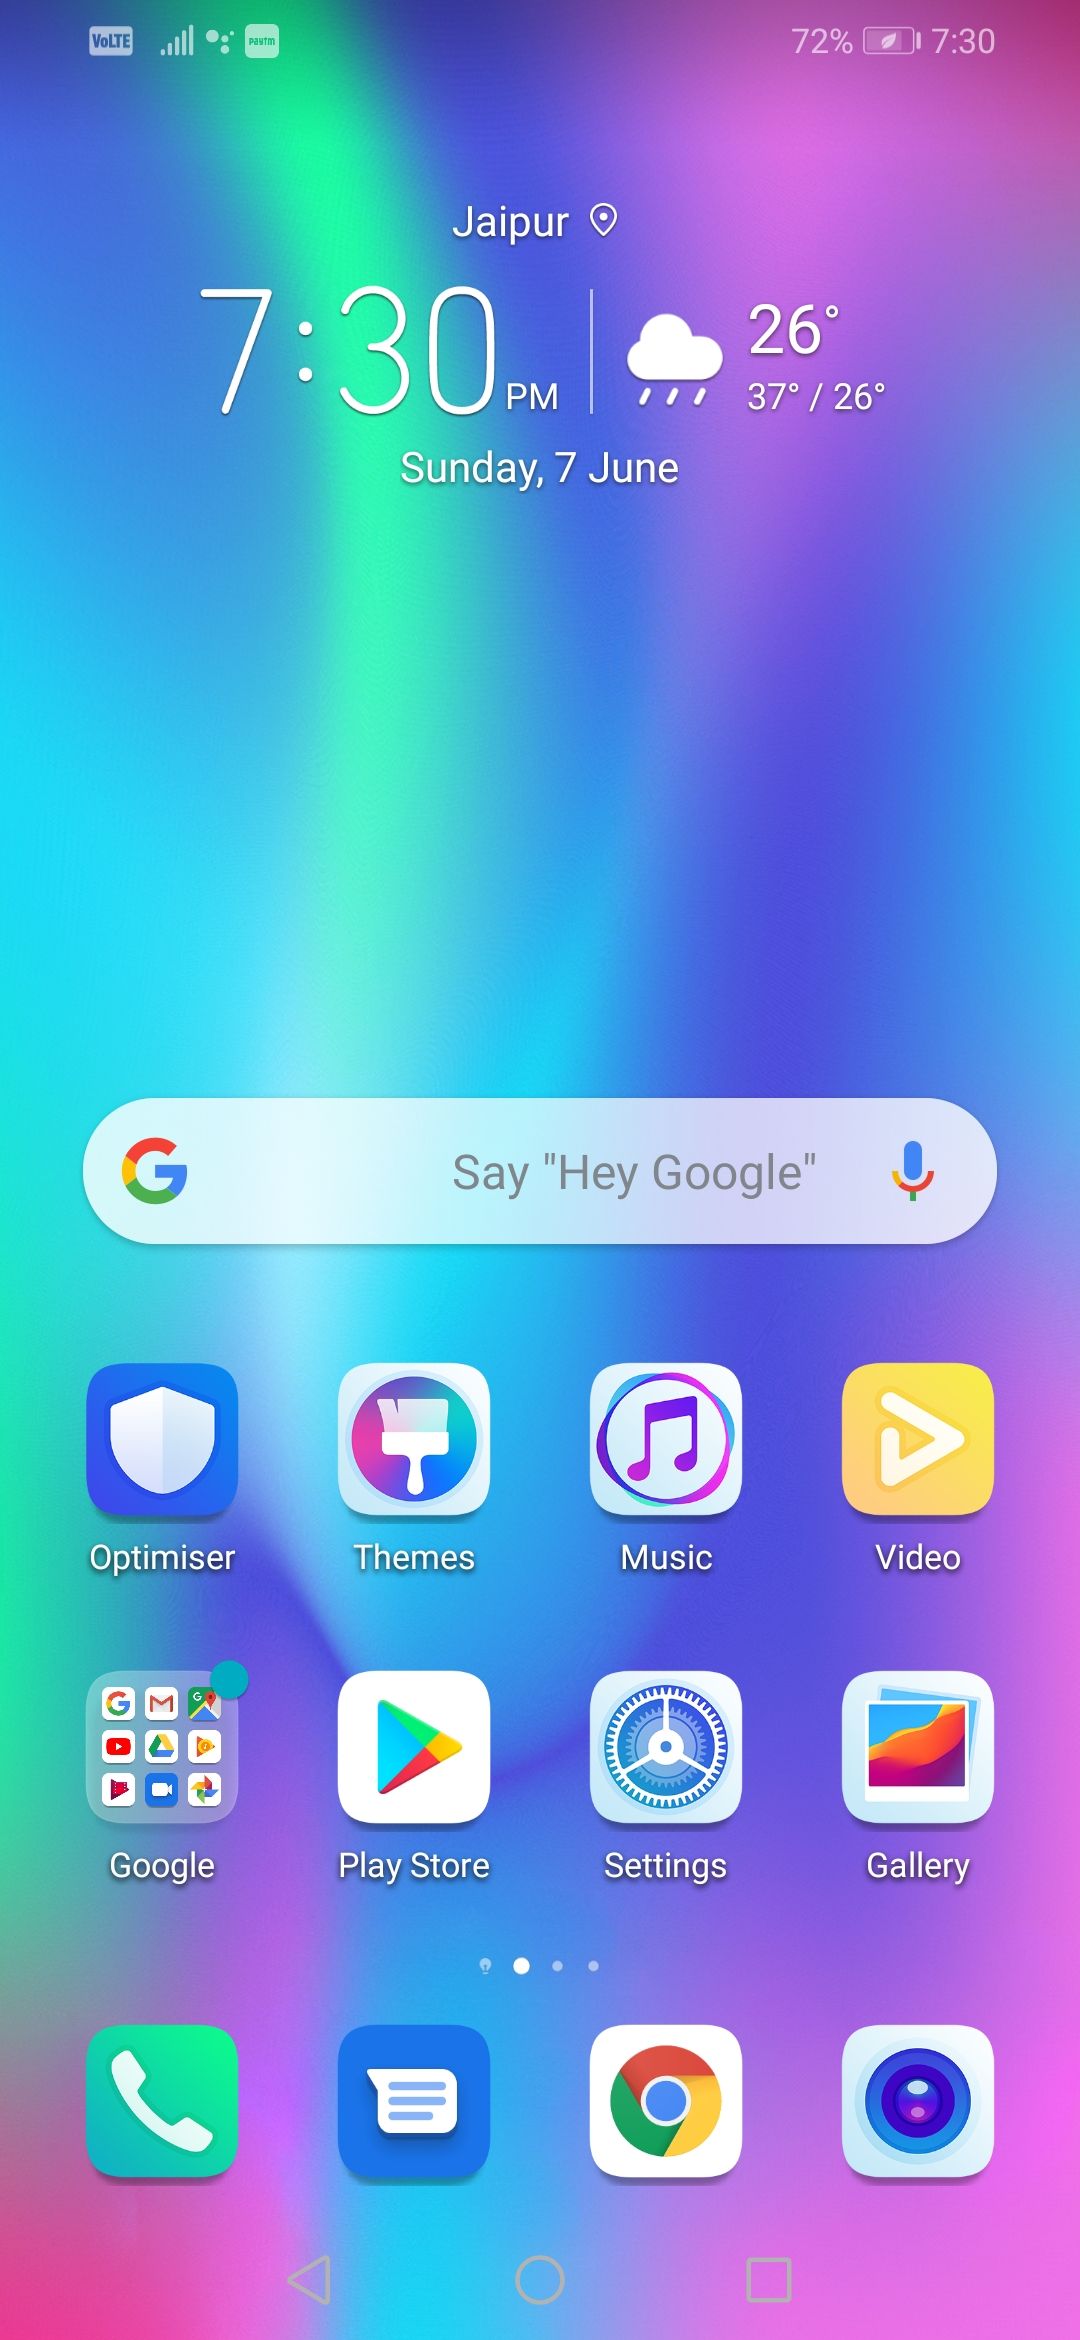 VoLTE
Paytm
72%
7:30
Jaipur
7:30 PM
26°
37° / 26°
Sunday, 7 June
Say "Hey Google"
Optimiser
Themes
Music
Video
Google
Play Store
Settings
Gallery